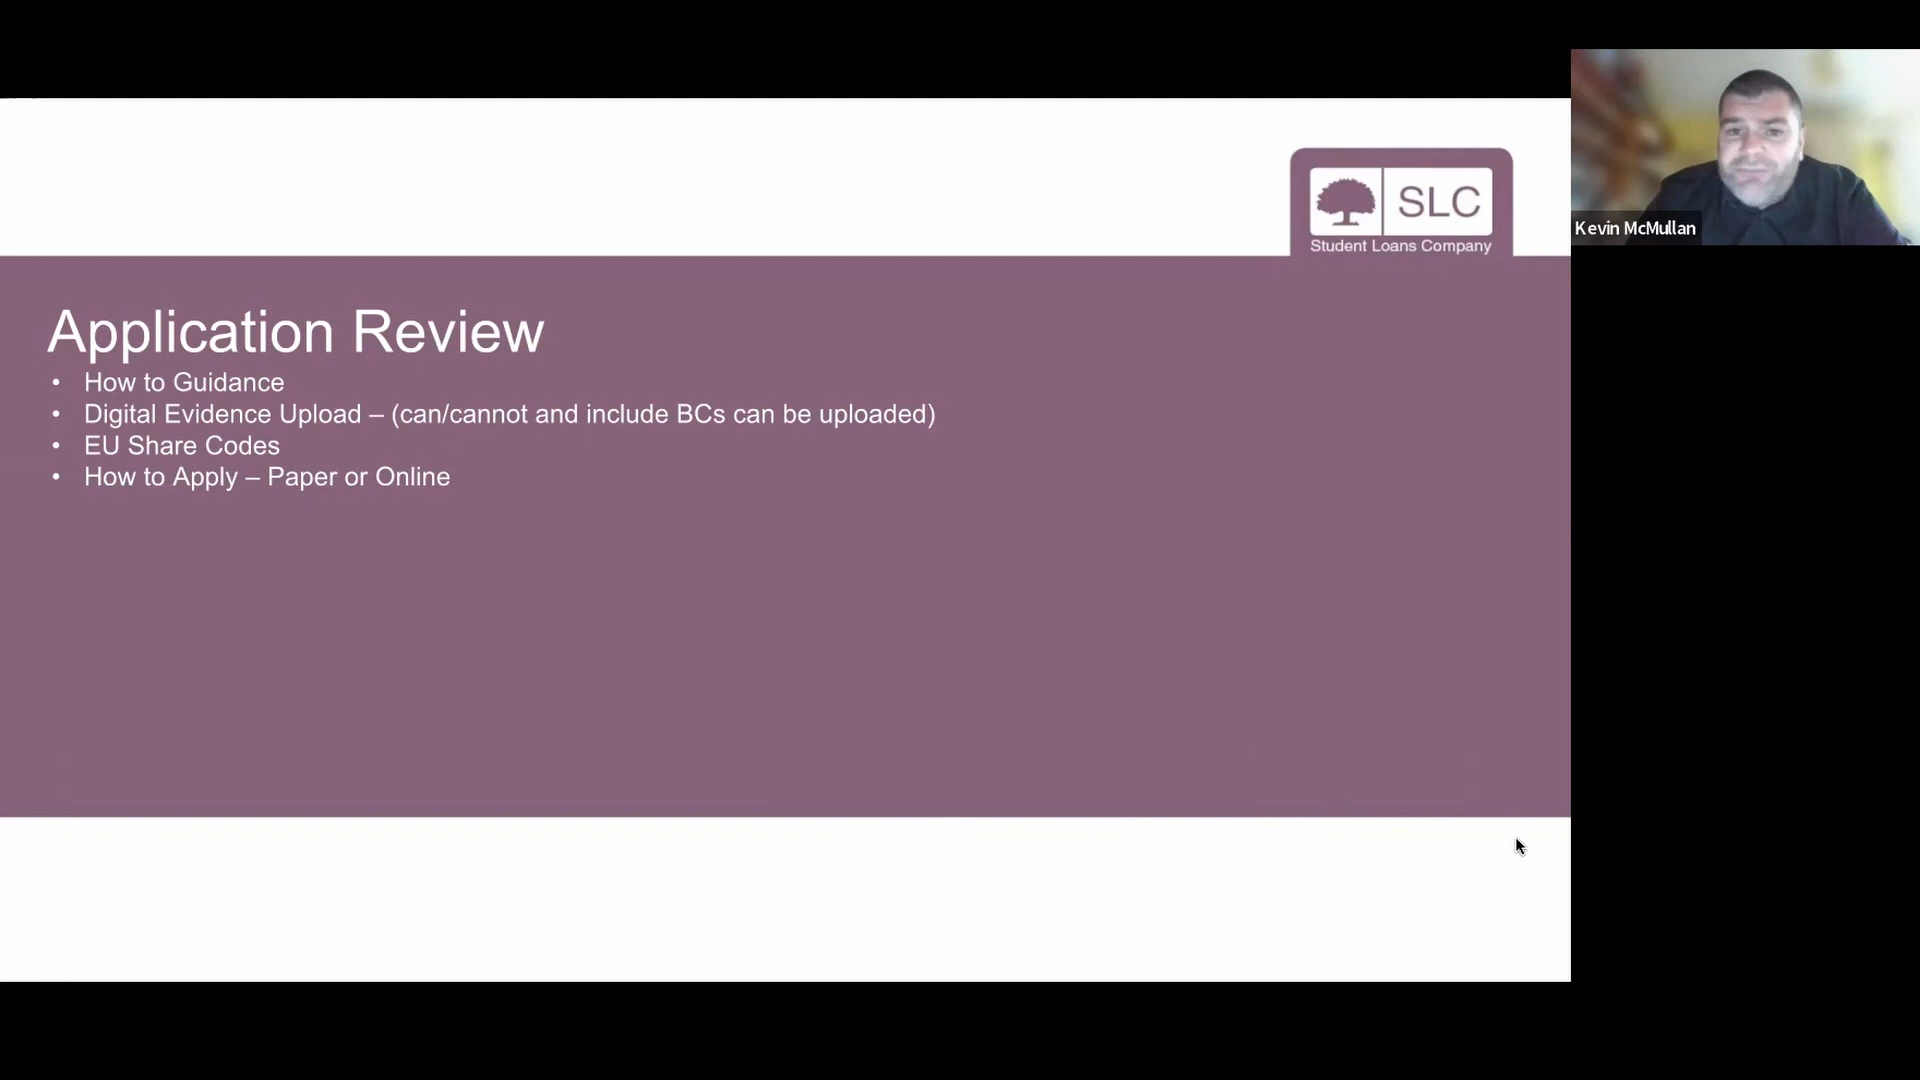 SLC
Student Loans Company
Kevin McMullan
Application Review
• How to Guidance
• Digital Evidence Upload – (can/cannot and include BCs can be uploaded)
• EU Share Codes
• How to Apply – Paper or Online